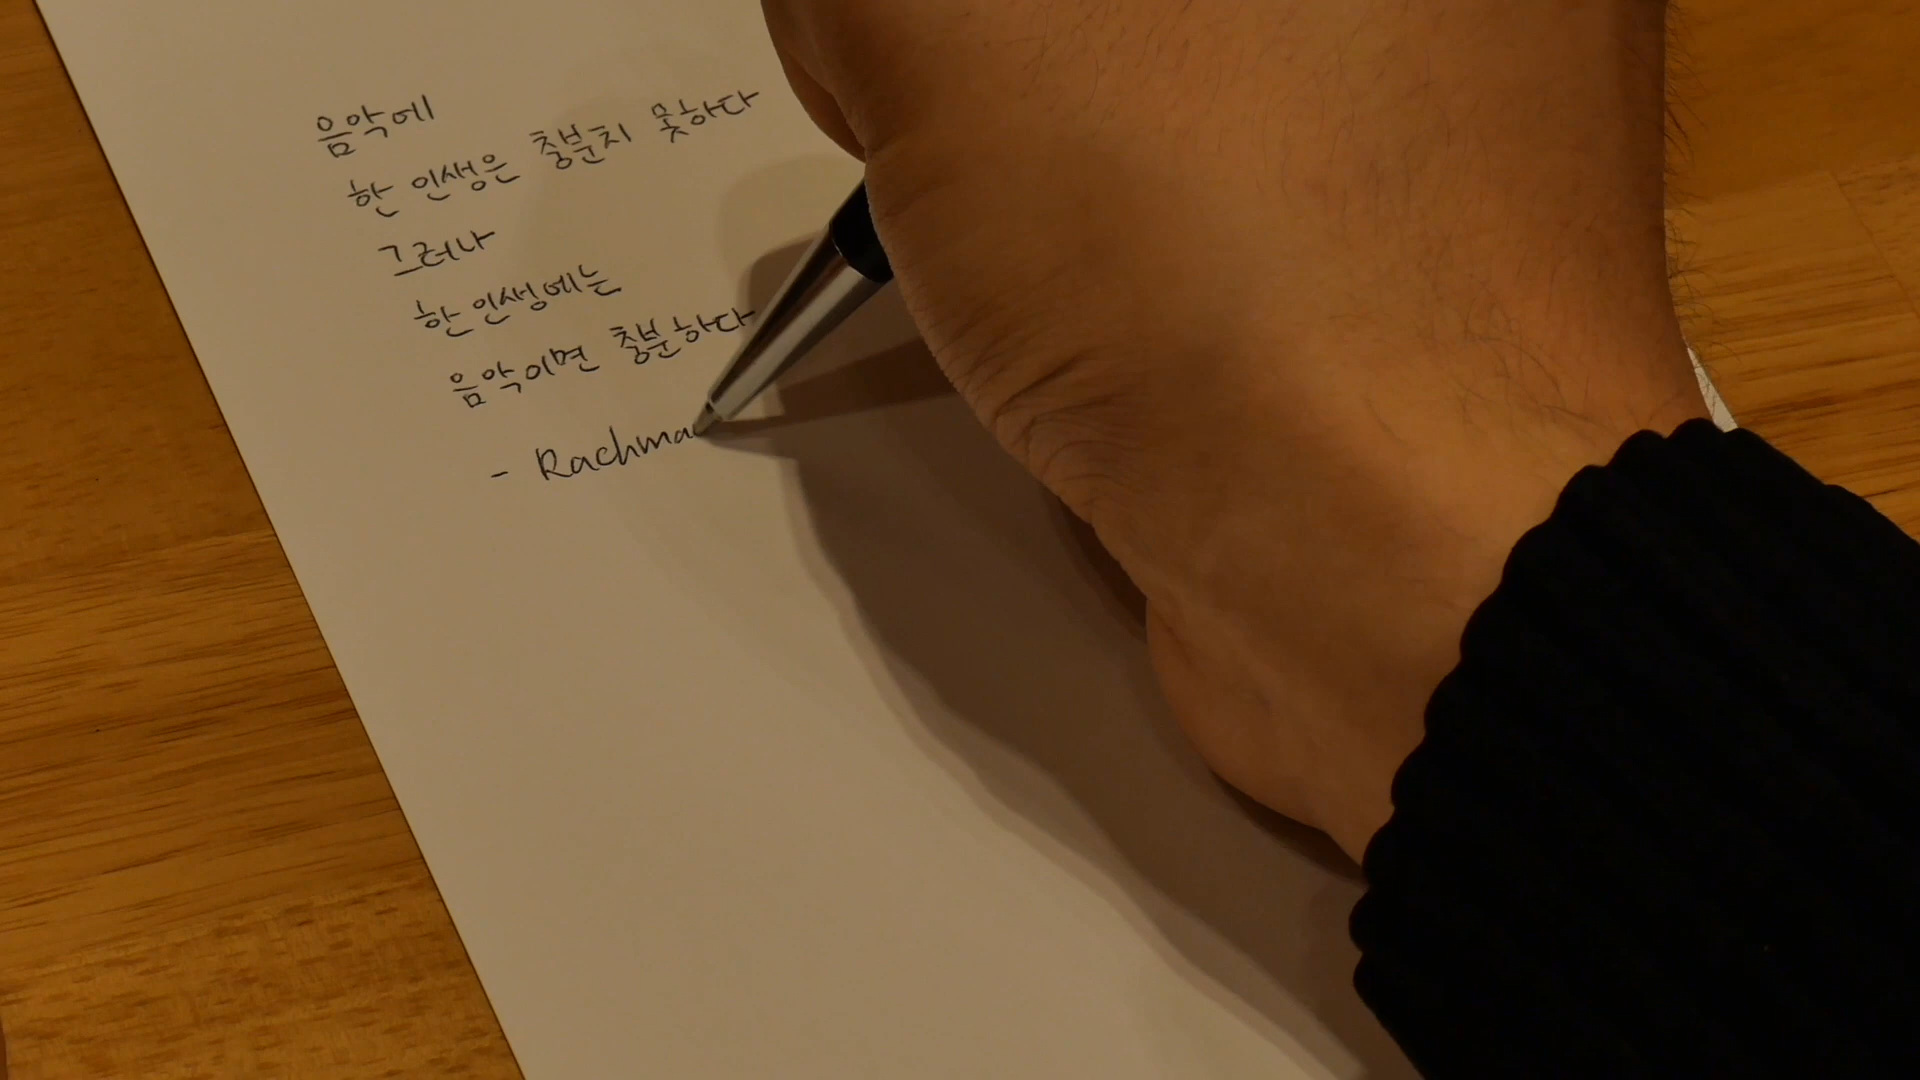 음악에
한 인생은 충분치 못하다
그러나
한 인생에는
음악이면 충분하다
- Rachma